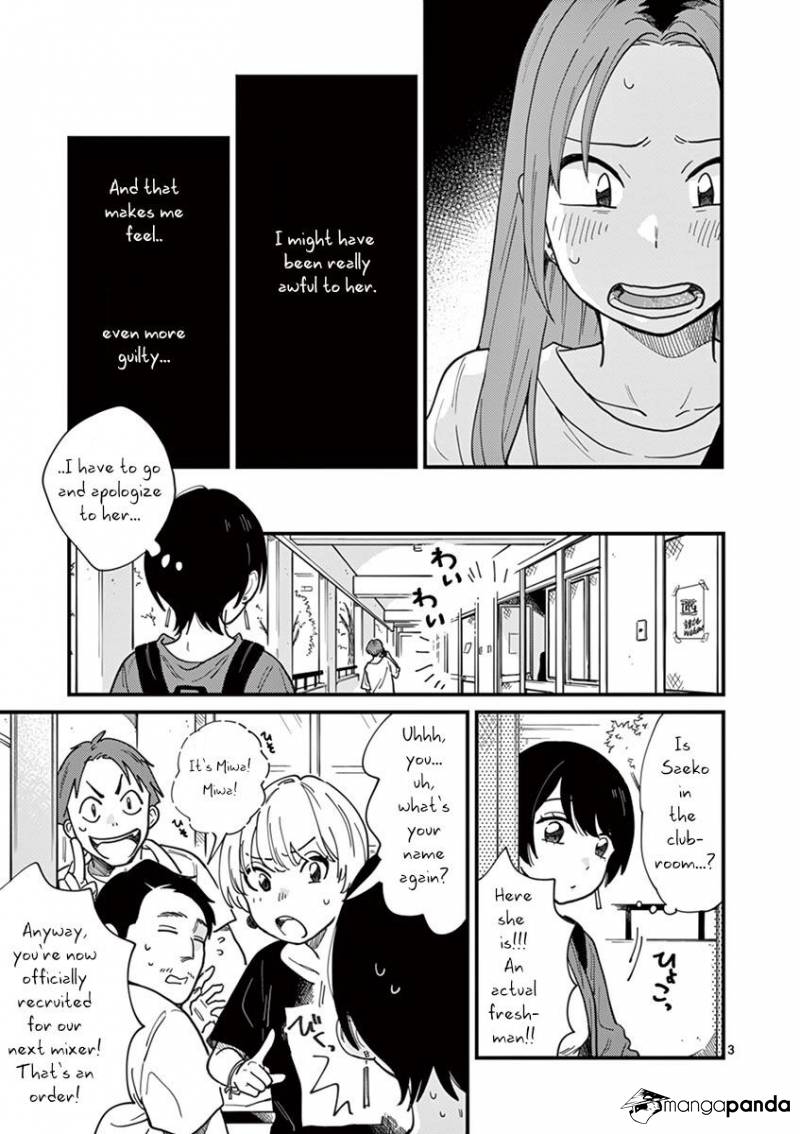 I might have
been really
awful to her.
And that
makes me
feel..
even more
guilty...
..I have to go
and apologize
to her...
わい
わい
Is
Saeko
in the
club-
room...?
Here
she
is!!!
An
actual
fresh-
man!!
ひょこっ
Uhhh,
you...
uh,
what's
your
name
again?
It's Miwa!
Miwa!
びくっ
Anyway,
you're now
officially
recruited
for our
next mixer!
That's an
order!
3
mangapanda